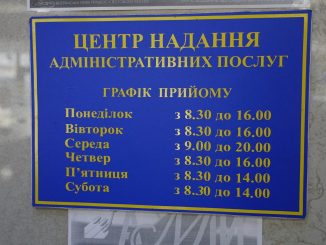 ЦЕНТР НАДАННЯ
АДМІНІСТРАТИВНИХ ПОСЛУГ
ГРАФІК ПРИЙОМУ
Понеділок з 8.30 до 16.00
Вівторок з 8.30 до 16.00
Середа з 9.00 до 20.00
Четвер з 8.30 до 16.00
П'ятниця з 8.30 до 14.00
Субота з 8.30 до 14.00